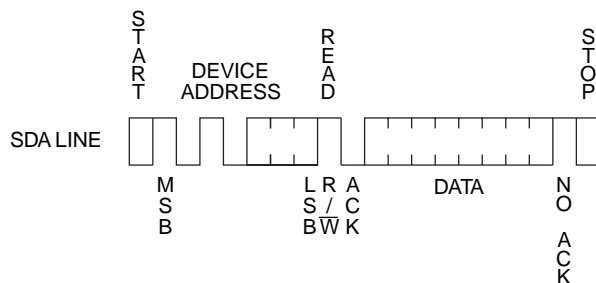 START
DEVICE
ADDRESS
READ
STOP
SDA LINE
MSB
LSB
R/W
ACK
DATA
NO ACK